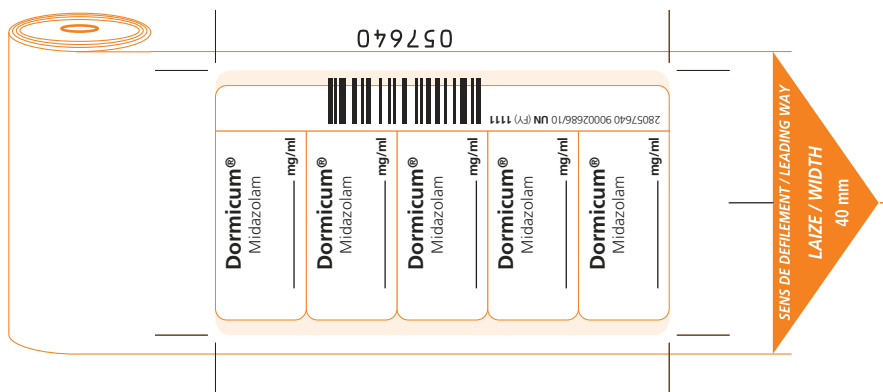 057640
28057640 90002686/10 UN (FY) 1111
Dormicum®
Midazolam
mg/ml
Dormicum®
Midazolam
mg/ml
Dormicum®
Midazolam
mg/ml
Dormicum®
Midazolam
mg/ml
Dormicum®
Midazolam
mg/ml
SENS DE DEFILEMENT / LEADING WAY
LAIZE / WIDTH
40 mm